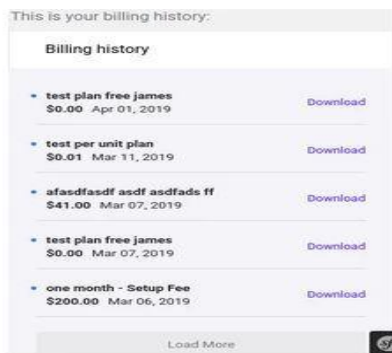 This is your billing history:
Billing history
test plan free james
$0.00 Apr 01, 2019
Download
test per unit plan
$0.01 Mar 11, 2019
Download
afasdfasdf asdf asdfads ff
$41.00 Mar 07, 2019
Download
test plan free james
$0.00 Mar 07, 2019
Download
one month - Setup Fee
$200.00 Mar 06, 2019
Download
Load More